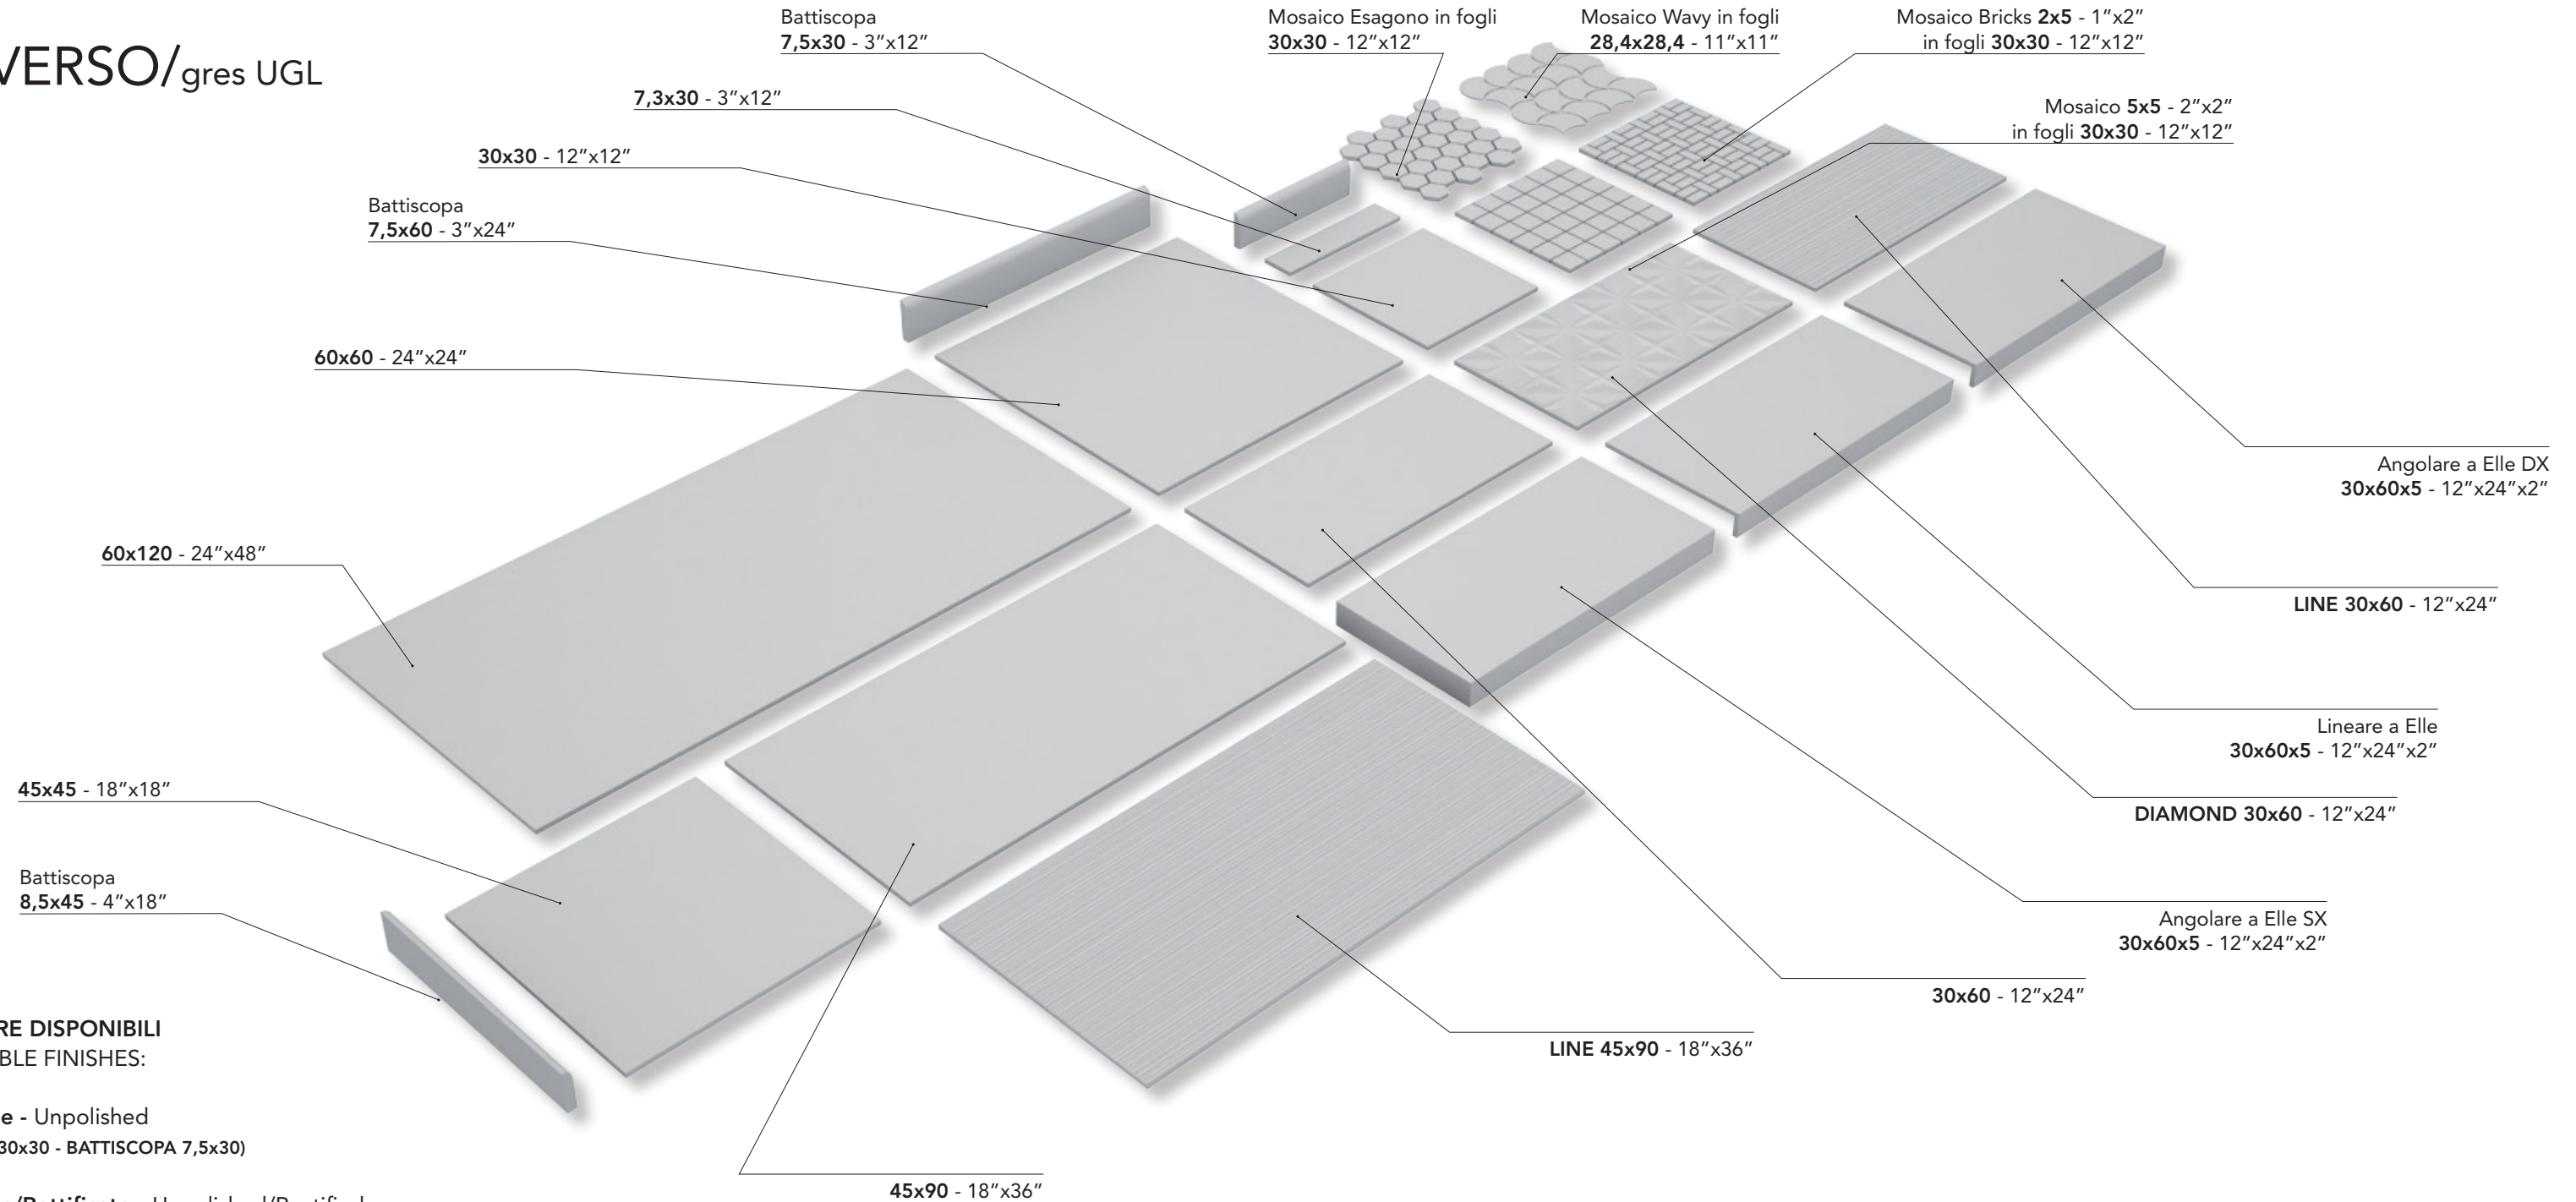 VERSO/gres UGL
Battiscopa
7,5x30 - 3”x12”
7,3x30 - 3”x12”
30x30 - 12”x12”
Battiscopa
7,5x60 - 3”x24”
60x60 - 24”x24”
60x120 - 24”x48”
45x45 - 18”x18”
Battiscopa
8,5x45 - 4”x18”
Mosaico Esagono in fogli
30x30 - 12”x12”
Mosaico Wavy in fogli
28,4x28,4 - 11”x11”
Mosaico Bricks 2x5 - 1”x2”
in fogli 30x30 - 12”x12”
Mosaico 5x5 - 2”x2”
in fogli 30x30 - 12”x12”
Angolare a Elle DX
30x60x5 - 12”x24”x2”
LINE 30x60 - 12”x24”
Lineare a Elle
30x60x5 - 12”x24”x2”
DIAMOND 30x60 - 12”x24”
Angolare a Elle SX
30x60x5 - 12”x24”x2”
30x60 - 12”x24”
LINE 45x90 - 18”x36”
45x90 - 18”x36”
RE DISPONIBILI
BLE FINISHES:
e - Unpolished
30x30 - BATTISCOPA 7,5x30)